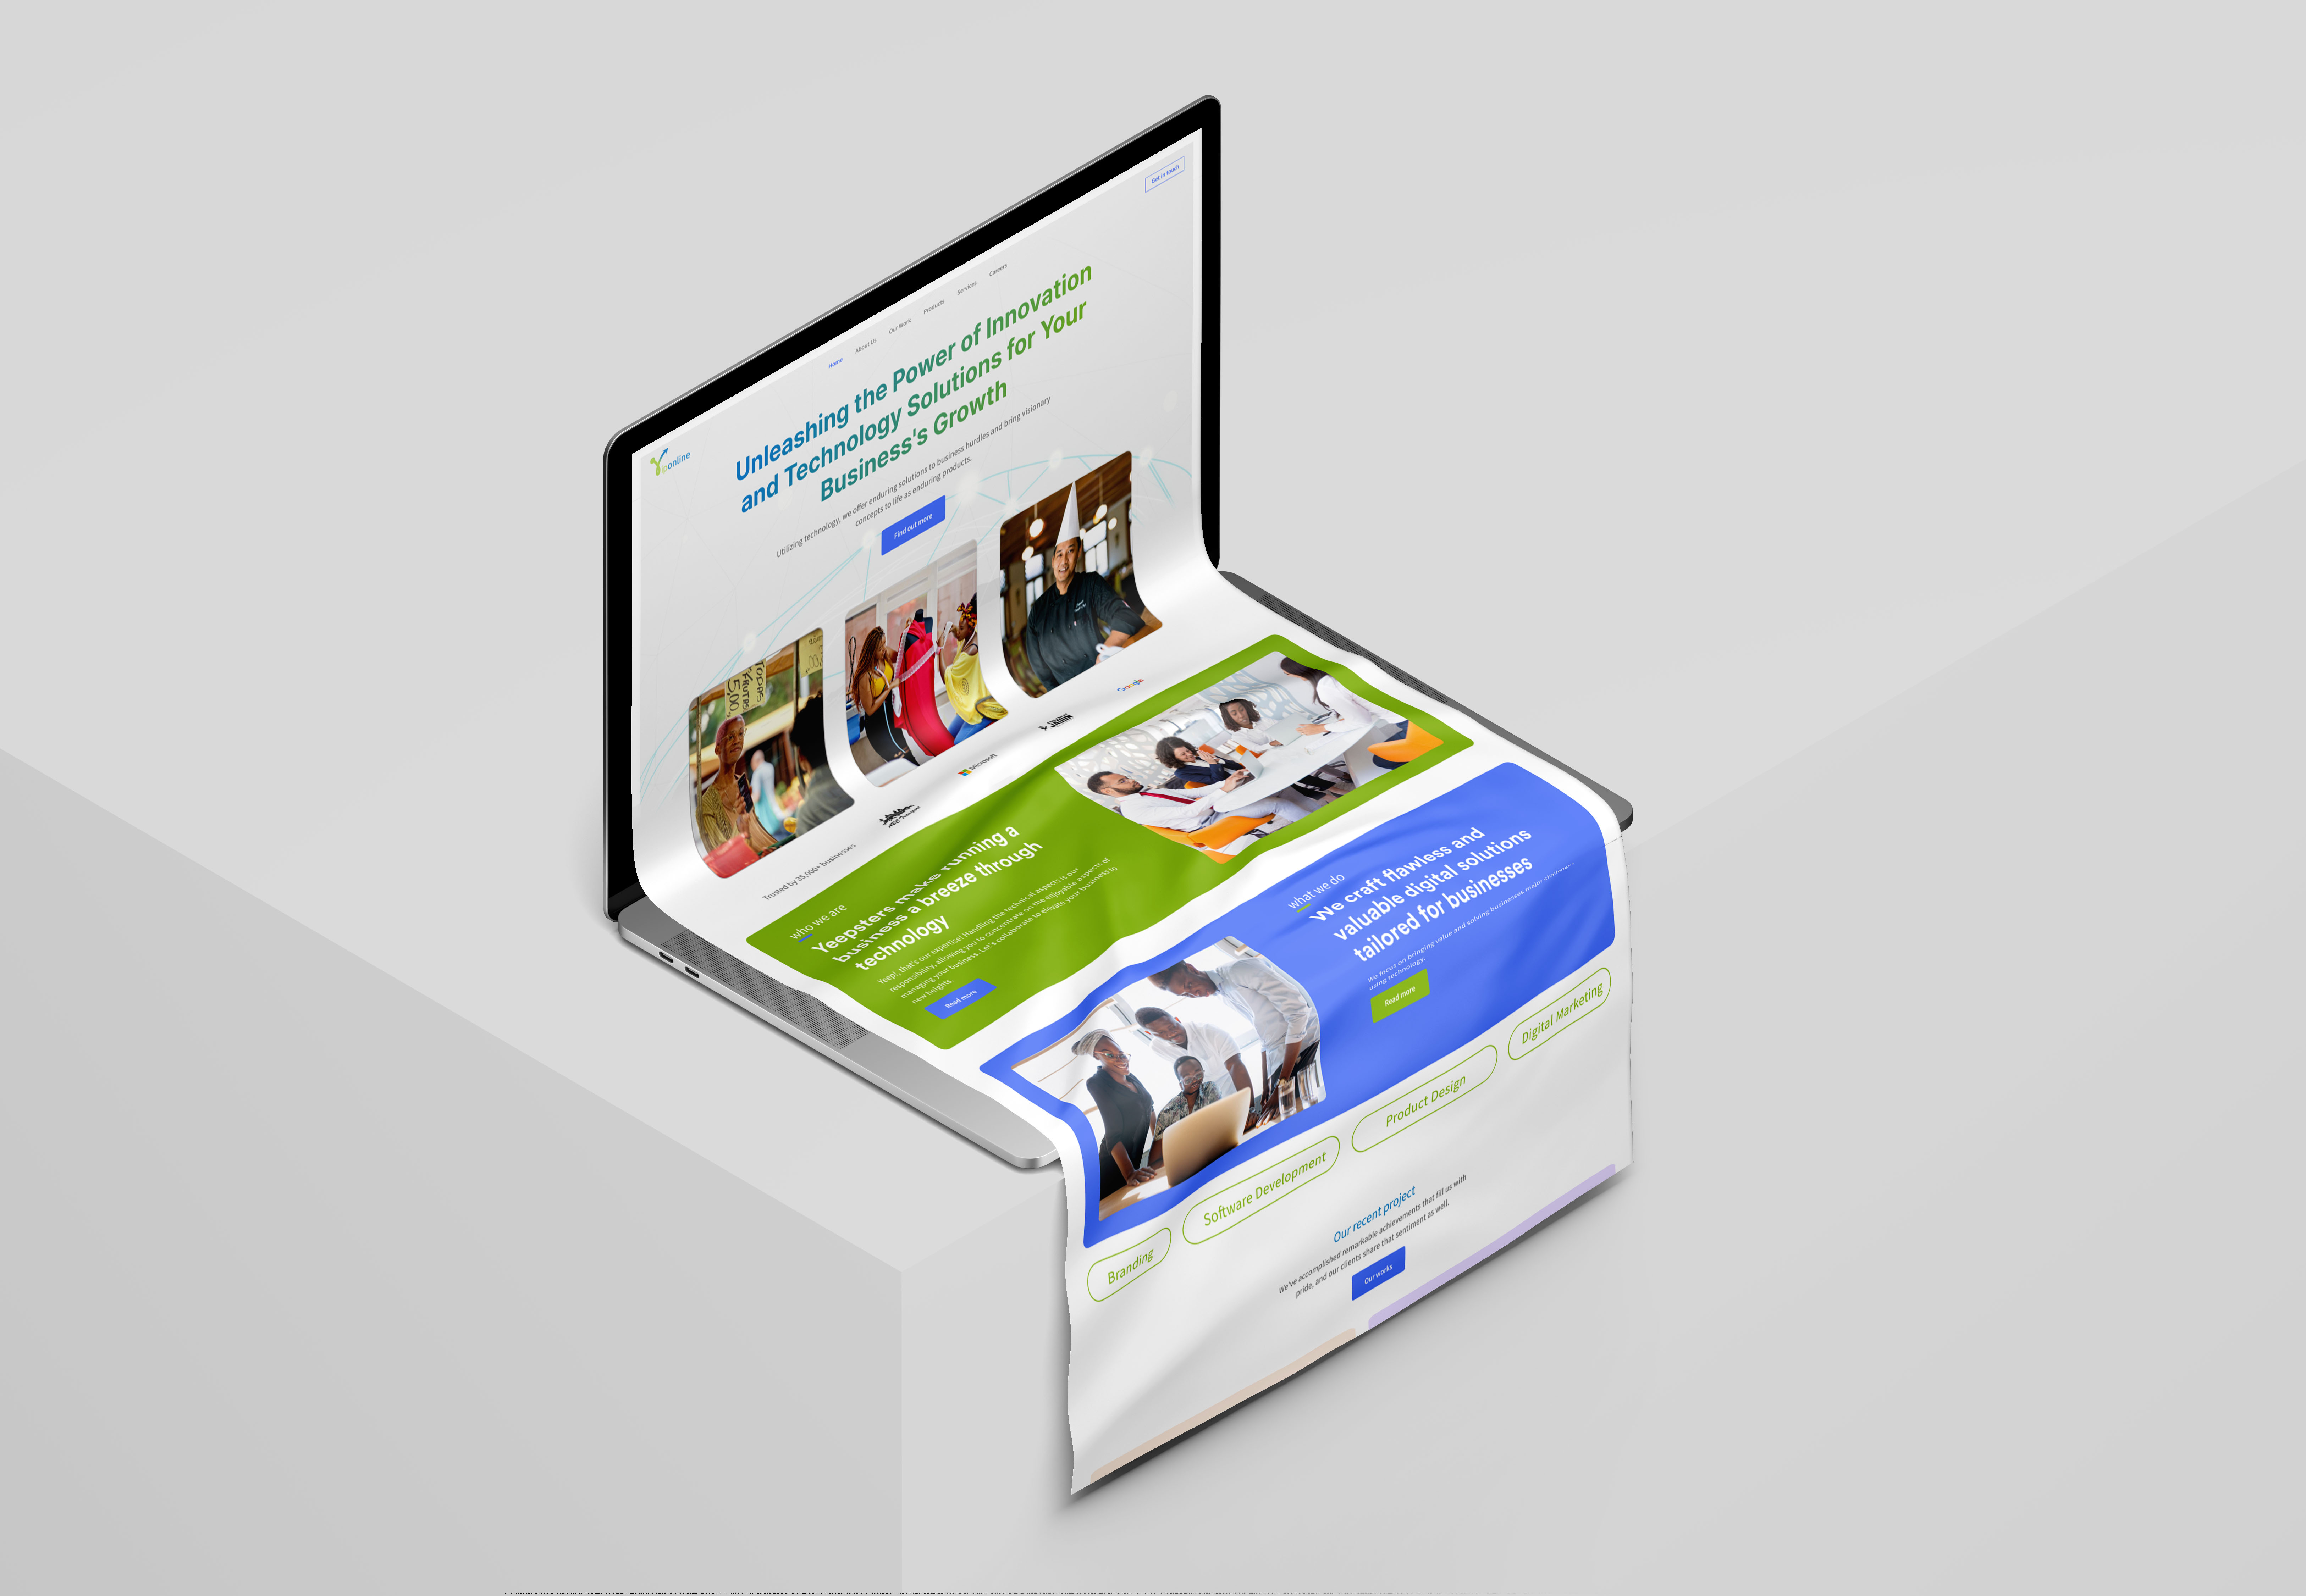 Get in touch
Home
About Us
Our Work
Products
Services
Careers
Yiponline
Unleashing the Power of Innovation
and Technology Solutions for Your
Business's Growth
Utilizing technology, we offer enduring solutions to business hurdles and bring visionary
concepts to life as enduring products.
Find out more
TODAS
FRUTAS
5,00
Trusted by 35,000+ businesses
Microsoft
Google
who we are
Yeepsters make running a
business a breeze through
technology
Yeep!, that's our expertise! Handling the technical aspects is our
responsibility, allowing you to concentrate on the enjoyable aspects of
managing your business. Let's collaborate to elevate your business to
new heights.
Read more
what we do
We craft flawless and
valuable digital solutions
tailored for businesses
We focus on bringing value and solving businesses major
using technology.
Read more
Branding
Software Development
Product Design
Digital Marketing
Our recent project
We've accomplished remarkable achievements that fill us with
pride, and our clients share that sentiment as well.
Our works